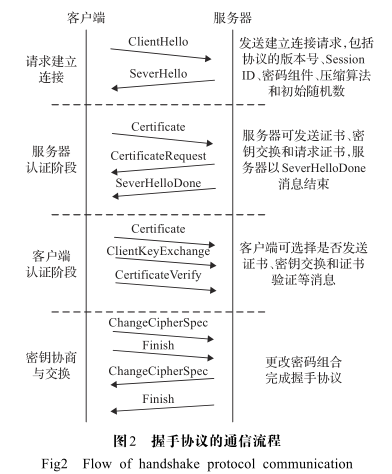 客户端 服务器
请求建立
连接
ClientHello
SeverHello
发送建立连接请求,包括
协议的版本号、Session
ID、密码组件、压缩算法
和初始随机数
服务器
认证阶段
Certificate
CertificateRequest
SeverHelloDone
服务器可发送证书、密
钥交换和请求证书,服
务器以SeverHelloDone
消息结束
客户端
认证阶段
Certificate
ClientKeyExchange
CertificateVerify
客户端可选择是否发送
证书、密钥交换和证书
验证等消息
密钥协商
与交换
ChangeCipherSpec
Finish
ChangeCipherSpec
Finish
更改密码组合
完成握手协议
图2 握手协议的通信流程
Fig2 Flow of handshake protocol communication